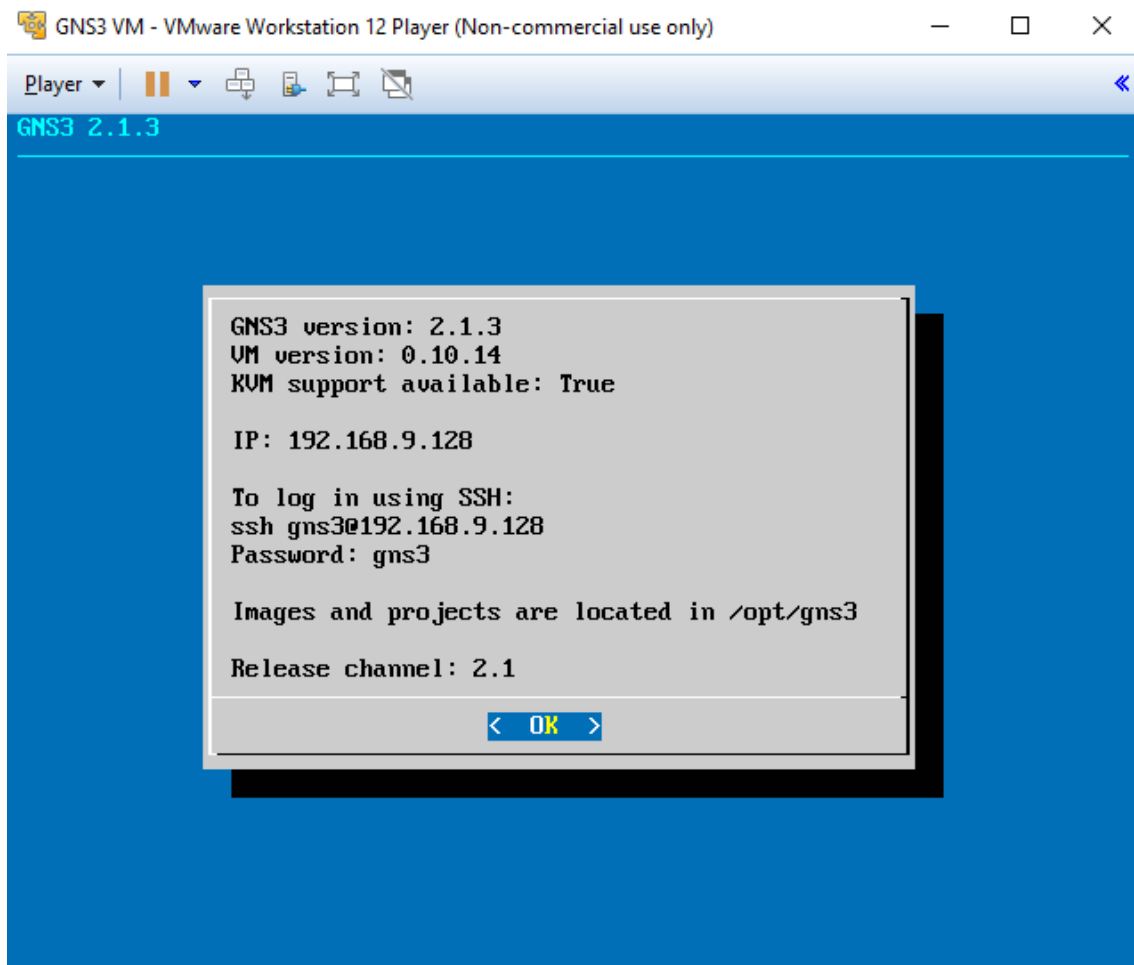 GNS3 VM - VMware Workstation 12 Player (Non-commercial use only)
Player
GNS3 2.1.3
GNS3 version: 2.1.3
VM version: 0.10.14
KVM support available: True
IP: 192.168.9.128
To log in using SSH:
ssh gns3@192.168.9.128
Password: gns3
Images and projects are located in /opt/gns3
Release channel: 2.1
< OK >